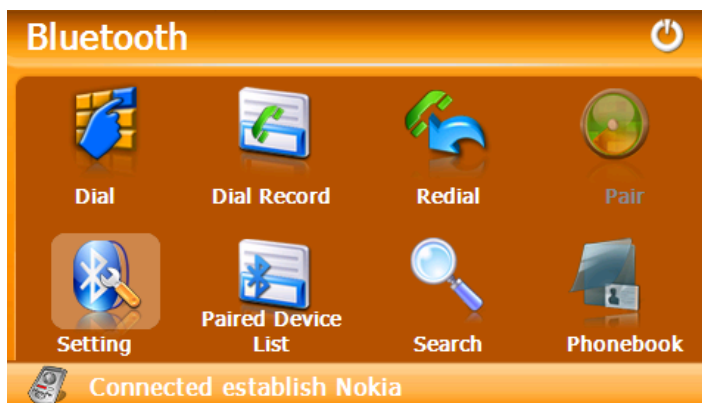 Bluetooth
Dial
Dial Record
Redial
Pair
Setting
Paired Device
List
Search
Phonebook
Connected establish Nokia